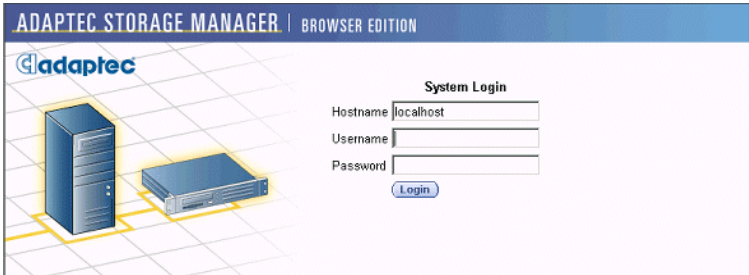 ADAPTEC STORAGE MANAGER | BROWSER EDITION
adaptec
System Login
Hostname localhost
Username
Password
Login